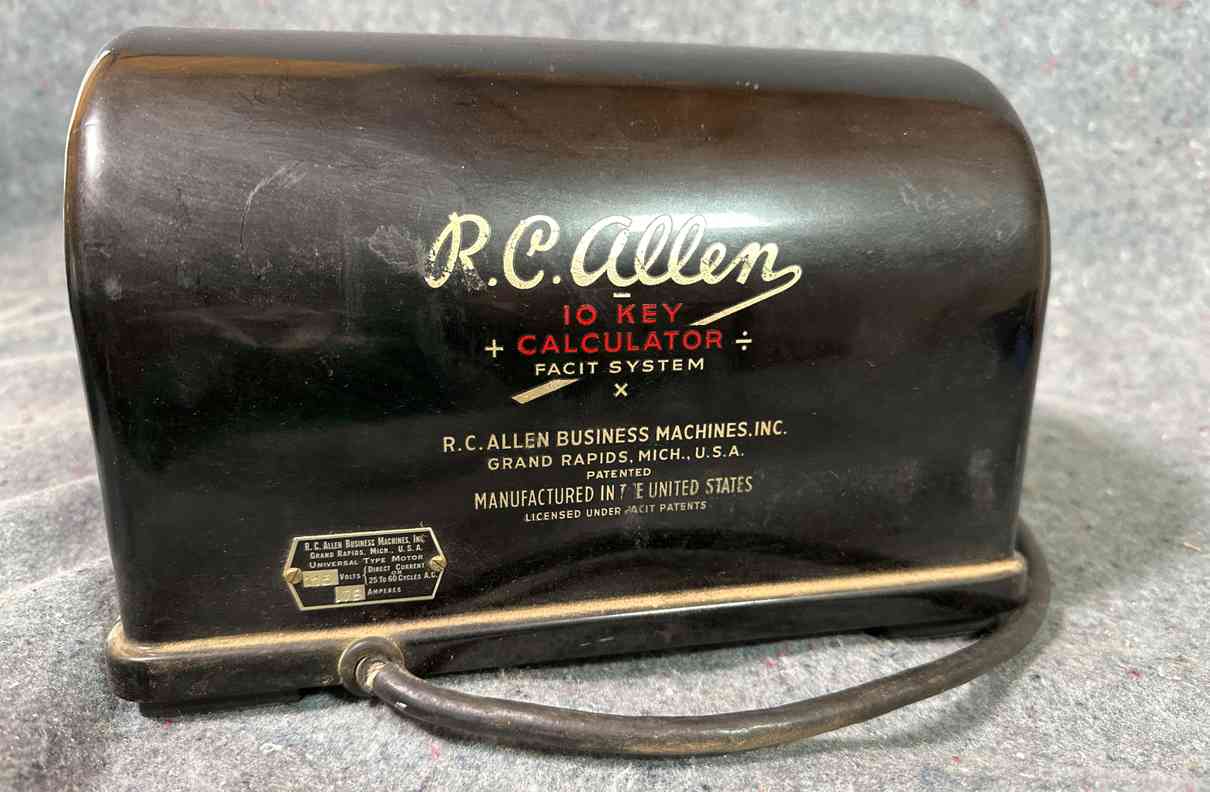 R.C. Allen
10 KEY
+ CALCULATOR ÷
FACIT SYSTEM
×
R.C. ALLEN BUSINESS MACHINES. INC.
GRAND RAPIDS, MICH., U.S.A.
PATENTED
MANUFACTURED IN T E UNITED STATES
LICENSED UNDER FACIT PATENTS
R. C. ALLEN BUSINESS MACHINES, INC.
GRAND RAPIDS, MICH., U. S. A.
UNIVERSAL TYPE MOTOR
VOLTS { DIRECT CURRENT
OR
25 TO 60 CYCLES A.C.
AMPERES